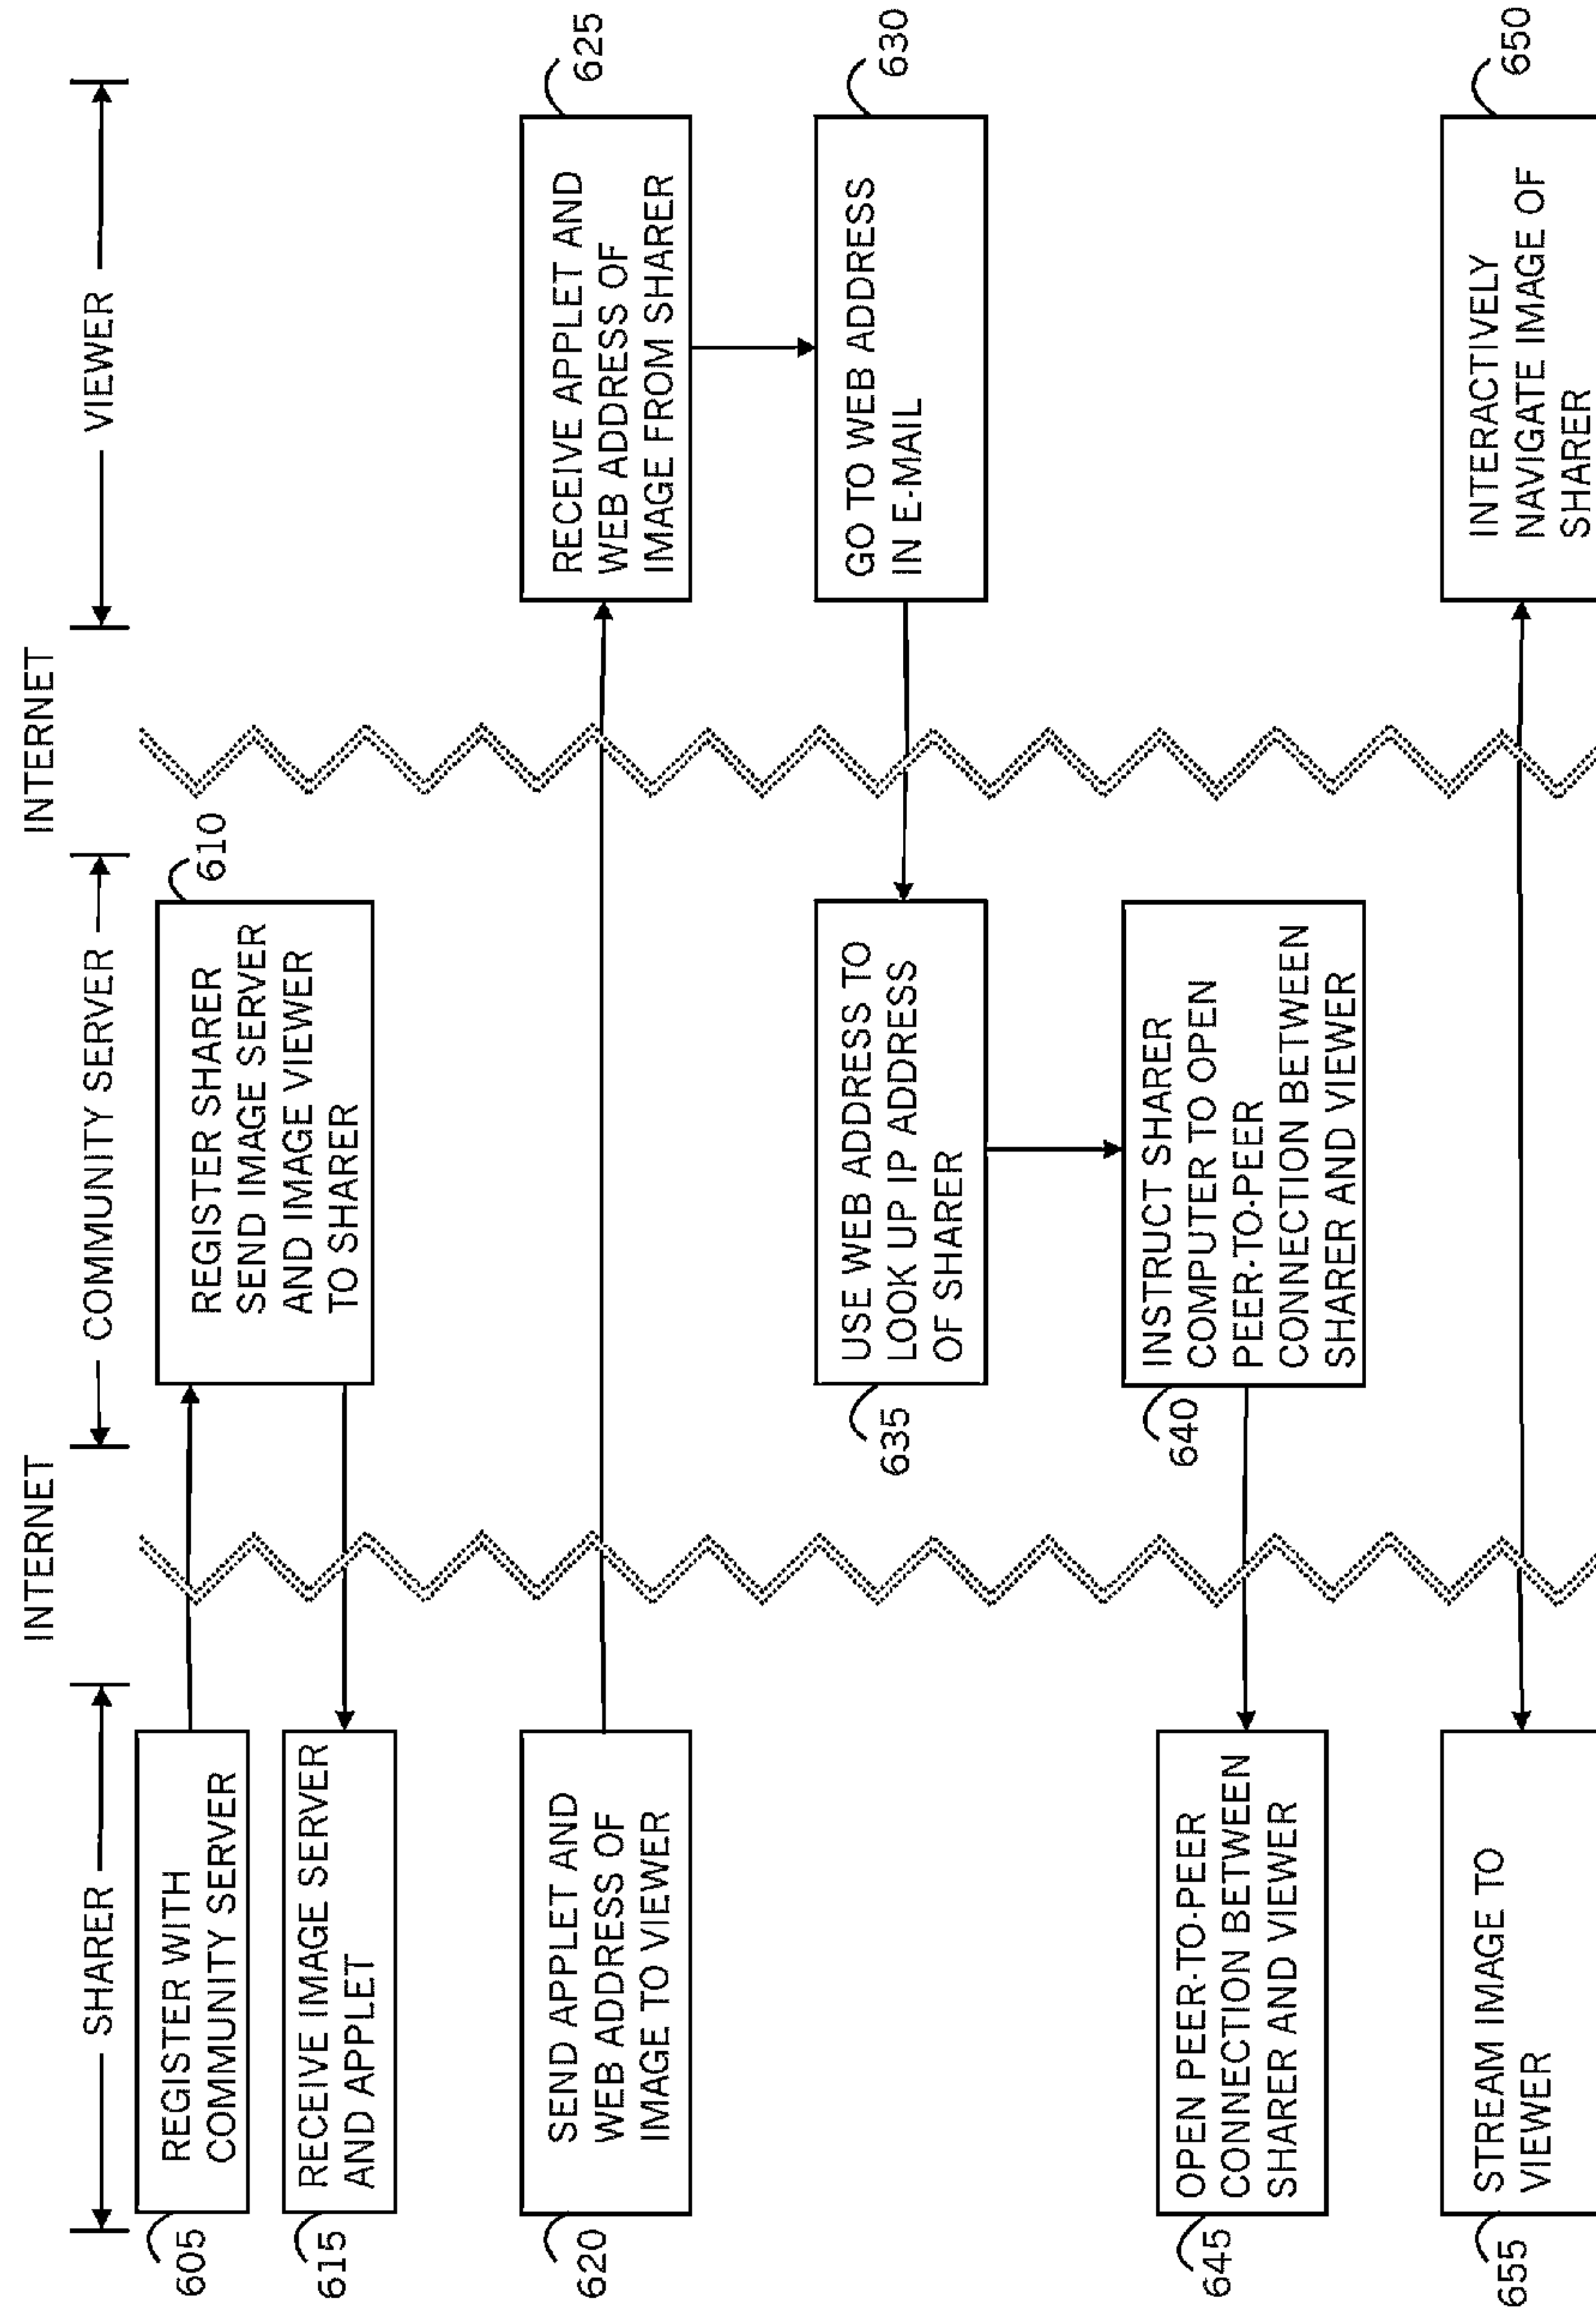 SHARER
INTERNET
COMMUNITY SERVER
INTERNET
VIEWER
605
REGISTER WITH
COMMUNITY SERVER
610
REGISTER SHARER
SEND IMAGE SERVER
AND IMAGE VIEWER
TO SHARER
615
RECEIVE IMAGE SERVER
AND APPLET
620
SEND APPLET AND
WEB ADDRESS OF
IMAGE TO VIEWER
625
RECEIVE APPLET AND
WEB ADDRESS OF
IMAGE FROM SHARER
630
GO TO WEB ADDRESS
IN E-MAIL
635
USE WEB ADDRESS TO
LOOK UP IP ADDRESS
OF SHARER
640
INSTRUCT SHARER
COMPUTER TO OPEN
PEER-TO-PEER
CONNECTION BETWEEN
SHARER AND VIEWER
645
OPEN PEER-TO-PEER
CONNECTION BETWEEN
SHARER AND VIEWER
650
INTERACTIVELY
NAVIGATE IMAGE OF
SHARER
655
STREAM IMAGE TO
VIEWER